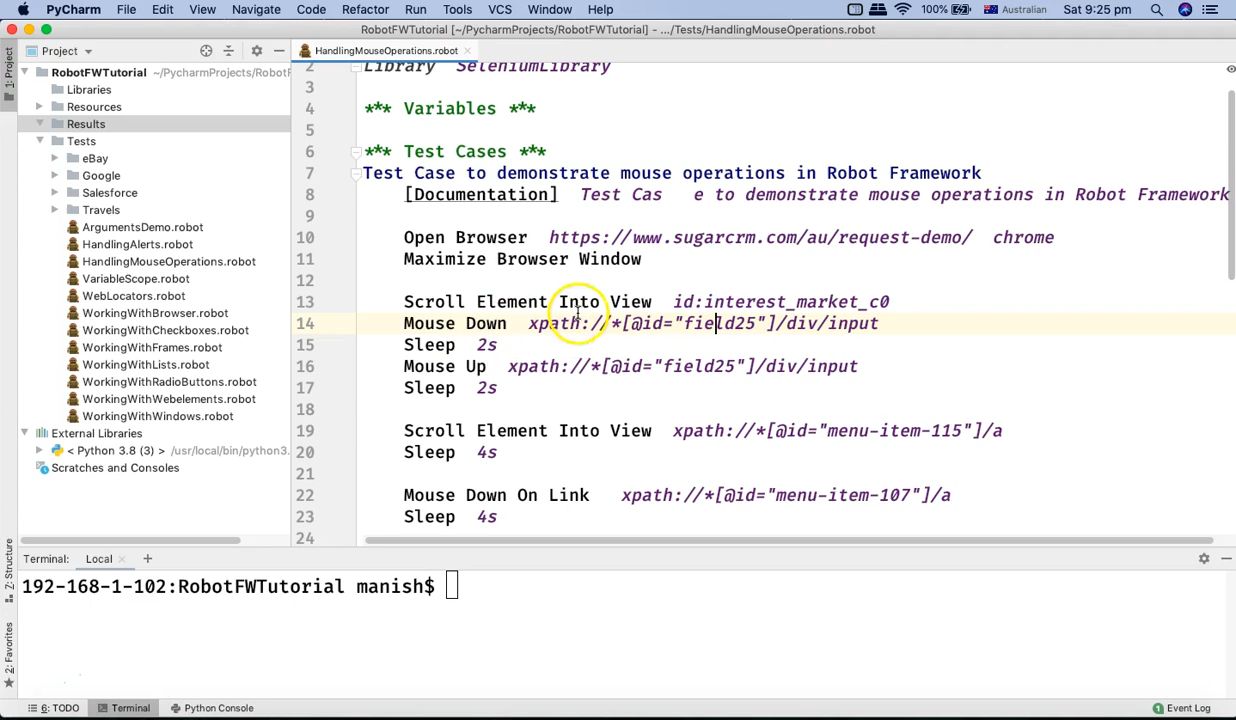 PyCharm File Edit View Navigate Code Refactor Run Tools VCS Window Help 100% Australian Sat 9:25 pm
RobotFWTutorial [~/PycharmProjects/RobotFWTutorial] - .../Tests/HandlingMouseOperations.robot
Project
HandlingMouseOperations.robot
1: Project
RobotFWTutorial ~/PycharmProjects/RobotF
Libraries
Resources
Results
Tests
eBay
Google
Salesforce
Travels
ArgumentsDemo.robot
HandlingAlerts.robot
HandlingMouseOperations.robot
VariableScope.robot
WebLocators.robot
WorkingWithBrowser.robot
WorkingWithCheckboxes.robot
WorkingWithFrames.robot
WorkingWithLists.robot
WorkingWithRadioButtons.robot
WorkingWithWebelements.robot
WorkingWithWindows.robot
External Libraries
< Python 3.8 (3) > /usr/local/bin/python3.
Scratches and Consoles
2 Library SeleniumLibrary
3
4 *** Variables ***
5
6 *** Test Cases ***
7 Test Case to demonstrate mouse operations in Robot Framework
8 [Documentation] Test Cas e to demonstrate mouse operations in Robot Framework
9
10 Open Browser https://www.sugarcrm.com/au/request-demo/ chrome
11 Maximize Browser Window
12
13 Scroll Element Into View id:interest_market_c0
14 Mouse Down xpath://*[@id="field25"]/div/input
15 Sleep 2s
16 Mouse Up xpath://*[@id="field25"]/div/input
17 Sleep 2s
18
19 Scroll Element Into View xpath://*[@id="menu-item-115"]/a
20 Sleep 4s
21
22 Mouse Down On Link xpath://*[@id="menu-item-107"]/a
23 Sleep 4s
24
Z: Structure
2: Favorites
Terminal: Local +
192-168-1-102:RobotFWTutorial manish$
6: TODO Terminal Python Console 1 Event Log